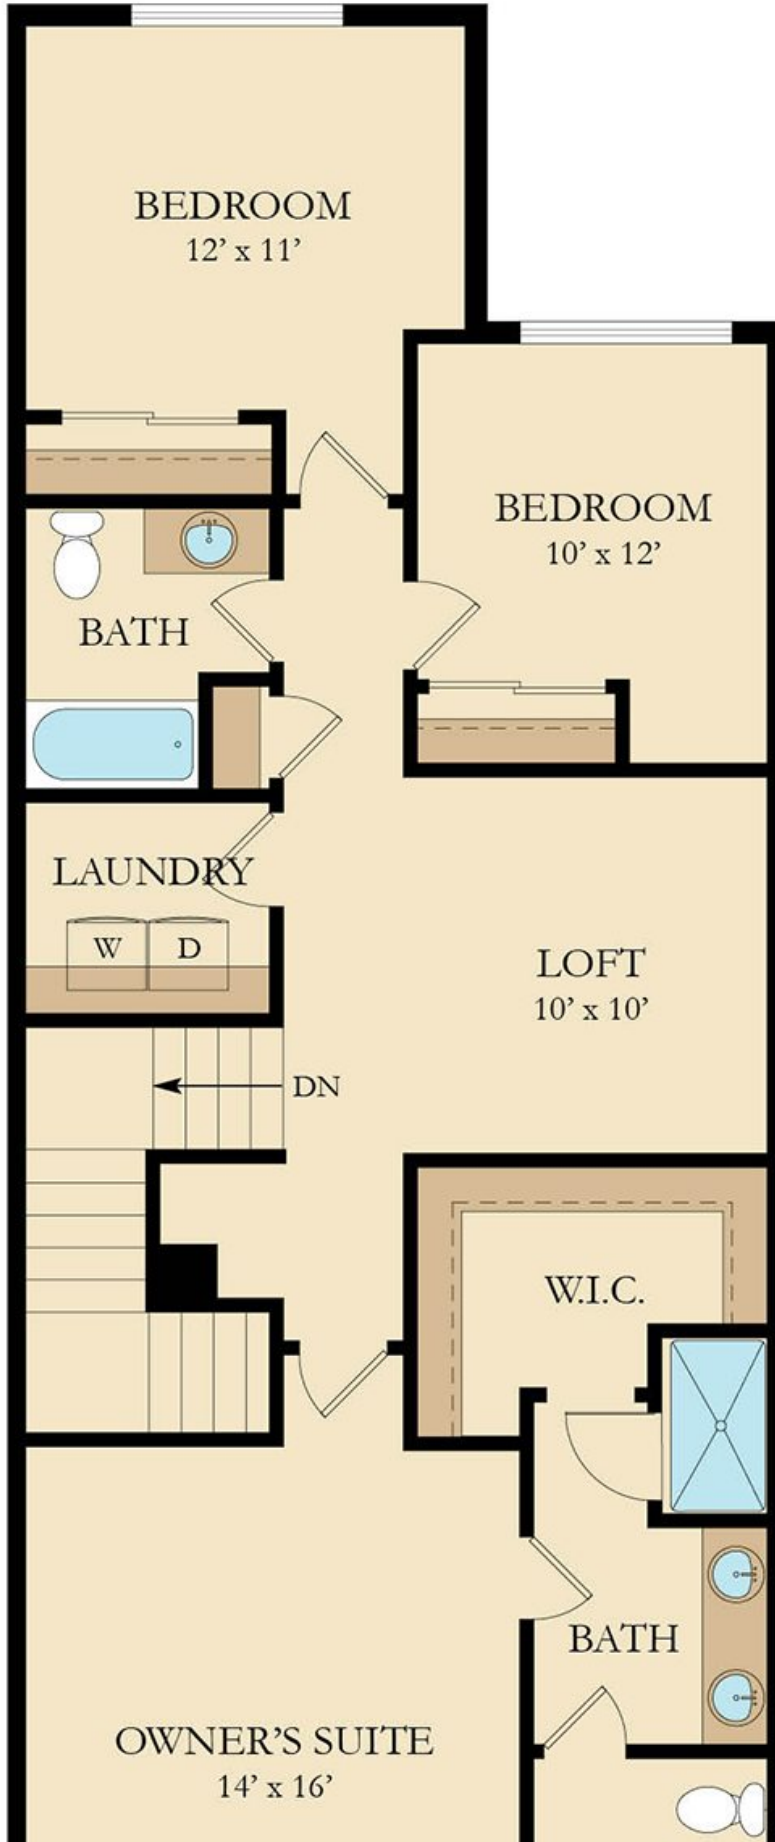 BEDROOM
12’ x 11’
BEDROOM
10’ x 12’
BATH
LAUNDRY
W D
LOFT
10’ x 10’
DN
W.I.C.
BATH
OWNER’S SUITE
14’ x 16’